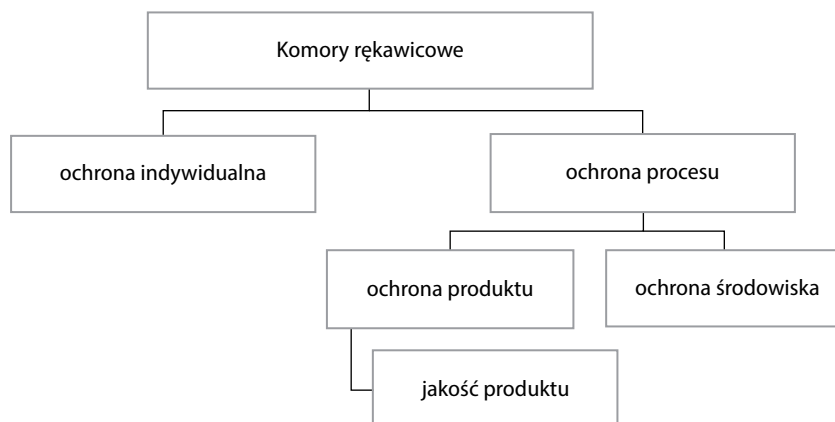 Komory rękawicowe
ochrona indywidualna
ochrona procesu
ochrona produktu
ochrona środowiska
jakość produktu